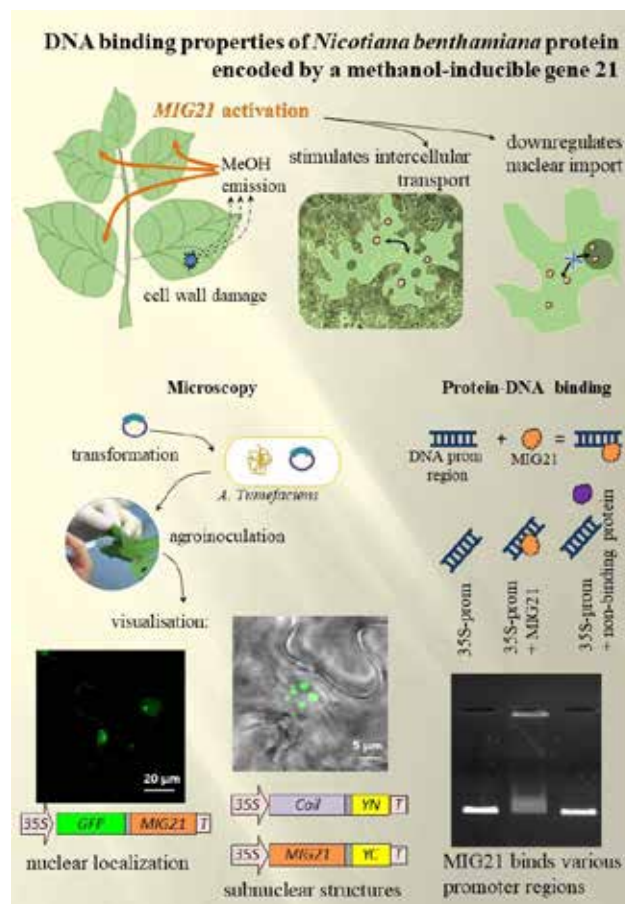 DNA binding properties of Nicotiana benthamiana protein
encoded by a methanol-inducible gene 21
MIG21 activation
MeOH
emission
cell wall damage
stimulates intercellular
transport
downregulates
nuclear import
Microscopy
transformation
A. Tumefaciens
agroinoculation
visualisation:
20 μm
5 μm
35S GFP MIG21 T
nuclear localization
35S Coil YN T
35S MIG21 YC T
subnuclear structures
Protein-DNA binding
+ =
DNA prom
region
MIG21
35S-prom
35S-prom
+ MIG21
35S-prom
+ non-binding protein
MIG21 binds various
promoter regions